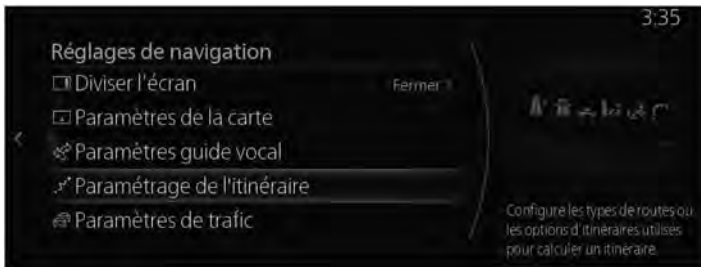 3:35
Réglages de navigation
Diviser l'écran Fermer
Paramètres de la carte
Paramètres guide vocal
Paramétrage de l'itinéraire
Paramètres de trafic
Configure les types de routes ou
les options d'itinéraires utilises
pour calculer un itinéraire.